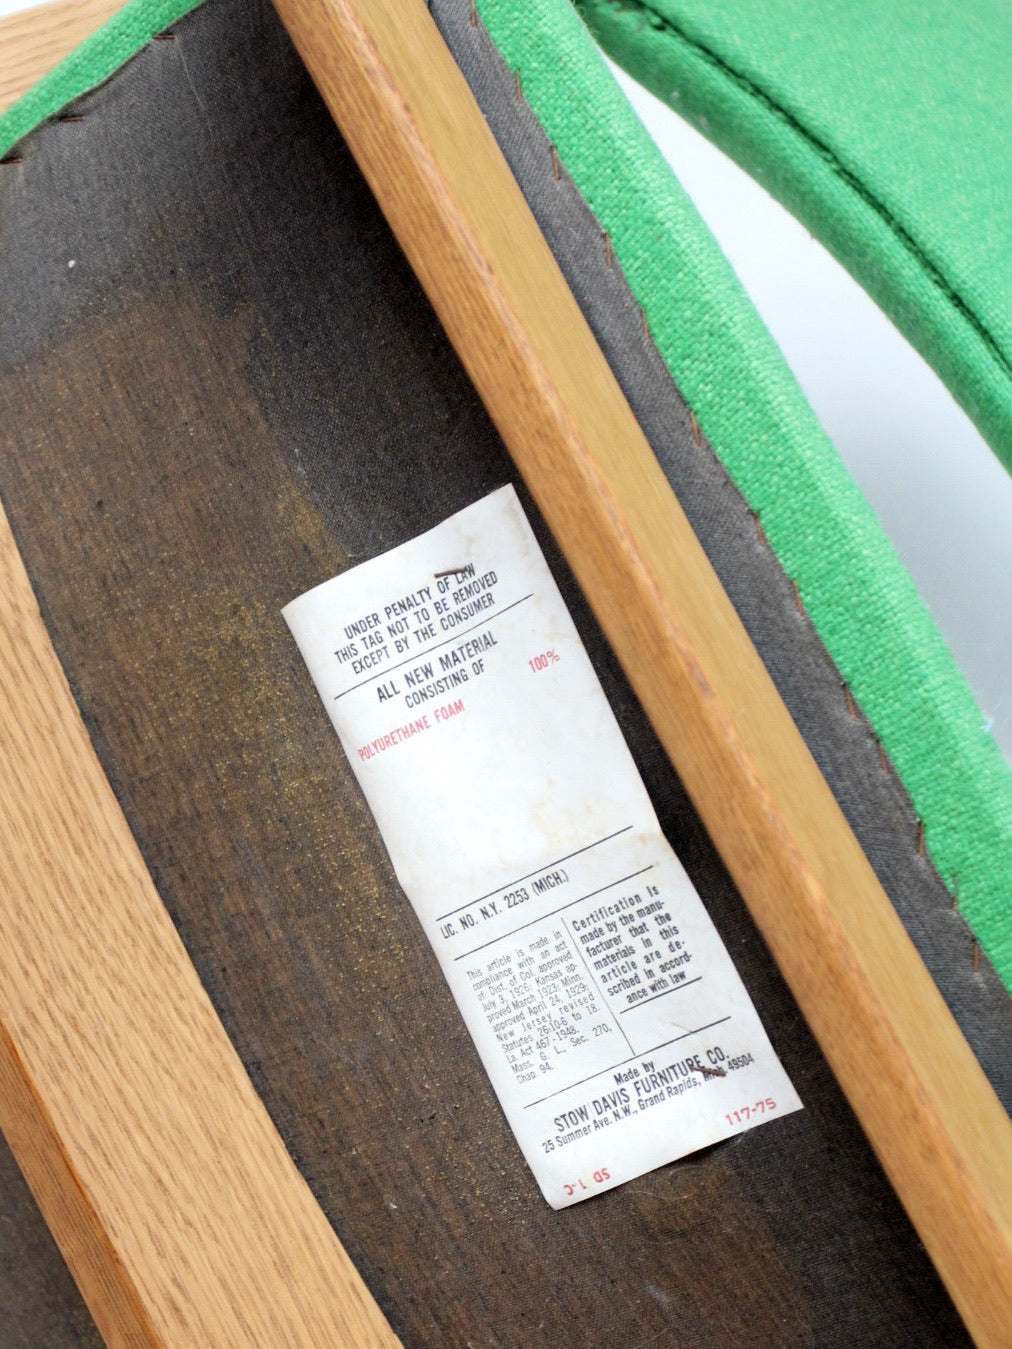 UNDER PENALTY OF LAW
THIS TAG NOT TO BE REMOVED
EXCEPT BY THE CONSUMER
ALL NEW MATERIAL
CONSISTING OF
100%
POLYURETHANE FOAM
LIC. NO. N.Y. 2253 (MICH.)
This article is made in
compliance with an act
of Dist. of Col. approved
July 3, 1926; Kansas ap-
proved March 1923; Minn.
approved April 24, 1929;
New Jersey revised
Statutes 26:10-6 to 18.
La. Act 467-1948.
Mass. G. L., Sec. 270,
Chap. 94.
Certification is
made by the manu-
facturer that the
materials in this
article are de-
scribed in accord-
ance with law
Made by
STOW/DAVIS FURNITURE CO.
25 Summer Ave. N.W., Grand Rapids, Mich. 49504
117-75
SD 1-C